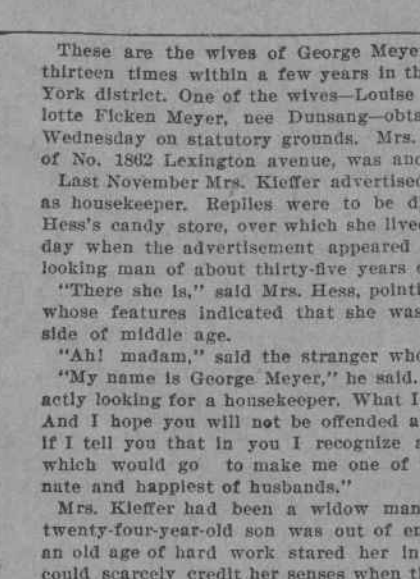 These are the wives of George Meye
thirteen times within a few years in th
York district. One of the wives—Louise
lotte Ficken Meyer, nee Dunsang—obta
Wednesday on statutory grounds. Mrs.
of No. 1862 Lexington avenue, was ano
Last November Mrs. Kieffer advertised
as housekeeper. Replies were to be d
Hess's candy store, over which she live
day when the advertisement appeared
looking man of about thirty-five years
"There she is," said Mrs. Hess, pointi
whose features indicated that she was
side of middle age.
"Ah! madam," said the stranger whe
"My name is George Meyer," he said.
actly looking for a housekeeper. What I
And I hope you will not be offended a
if I tell you that in you I recognize a
which would go to make me one of
nate and happiest of husbands."
Mrs. Kieffer had been a widow man
twenty-four-year-old son was out of e
an old age of hard work stared her in
could scarcely credit her senses when